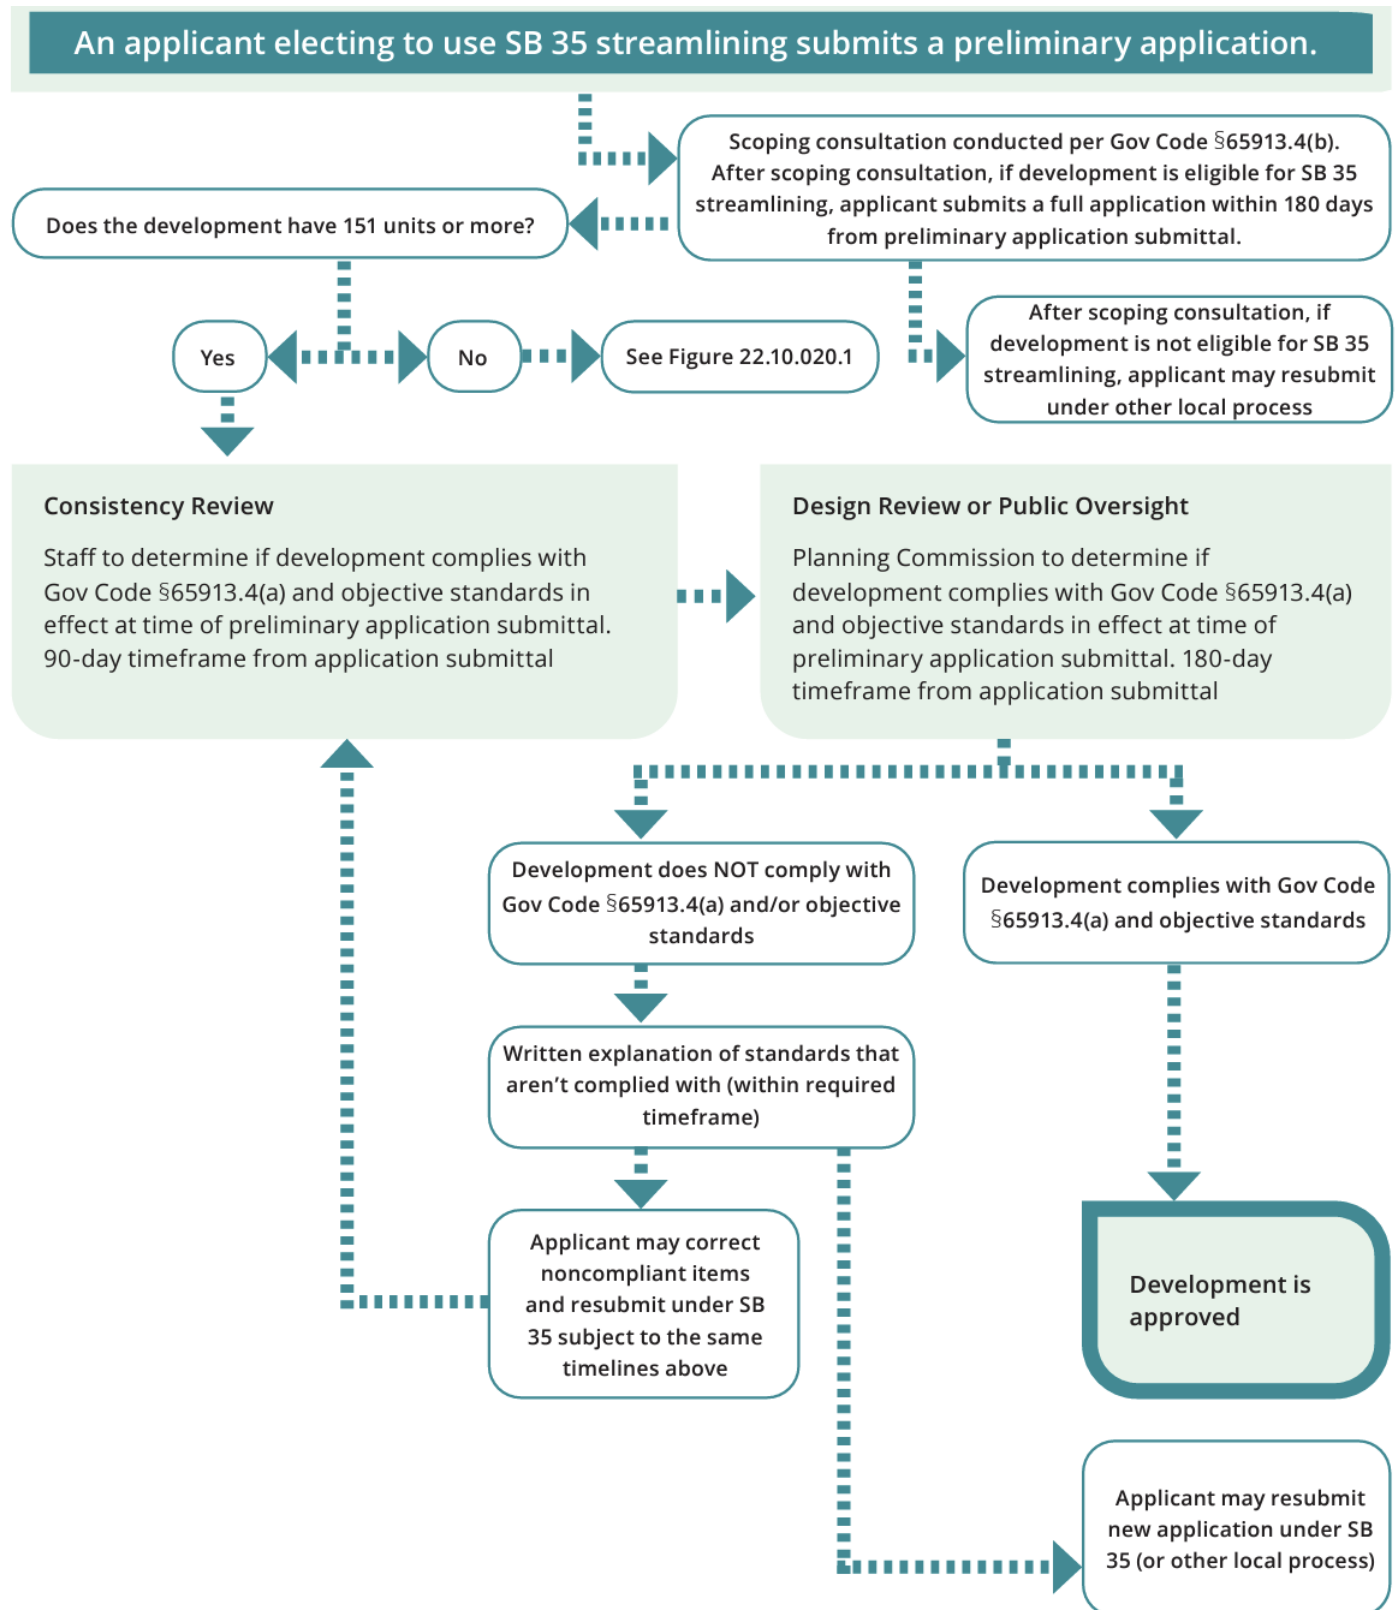 An applicant electing to use SB 35 streamlining submits a preliminary application.
Scoping consultation conducted per Gov Code §65913.4(b).
After scoping consultation, if development is eligible for SB 35
streamlining, applicant submits a full application within 180 days
from preliminary application submittal.
Does the development have 151 units or more?
After scoping consultation, if
development is not eligible for SB 35
streamlining, applicant may resubmit
under other local process
Yes
No
See Figure 22.10.020.1
Consistency Review
Staff to determine if development complies with
Gov Code §65913.4(a) and objective standards in
effect at time of preliminary application submittal.
90-day timeframe from application submittal
Design Review or Public Oversight
Planning Commission to determine if
development complies with Gov Code §65913.4(a)
and objective standards in effect at time of
preliminary application submittal. 180-day
timeframe from application submittal
Development does NOT comply with
Gov Code §65913.4(a) and/or objective
standards
Development complies with Gov Code
§65913.4(a) and objective standards
Written explanation of standards that
aren’t complied with (within required
timeframe)
Applicant may correct
noncompliant items
and resubmit under SB
35 subject to the same
timelines above
Development is
approved
Applicant may resubmit
new application under SB
35 (or other local process)